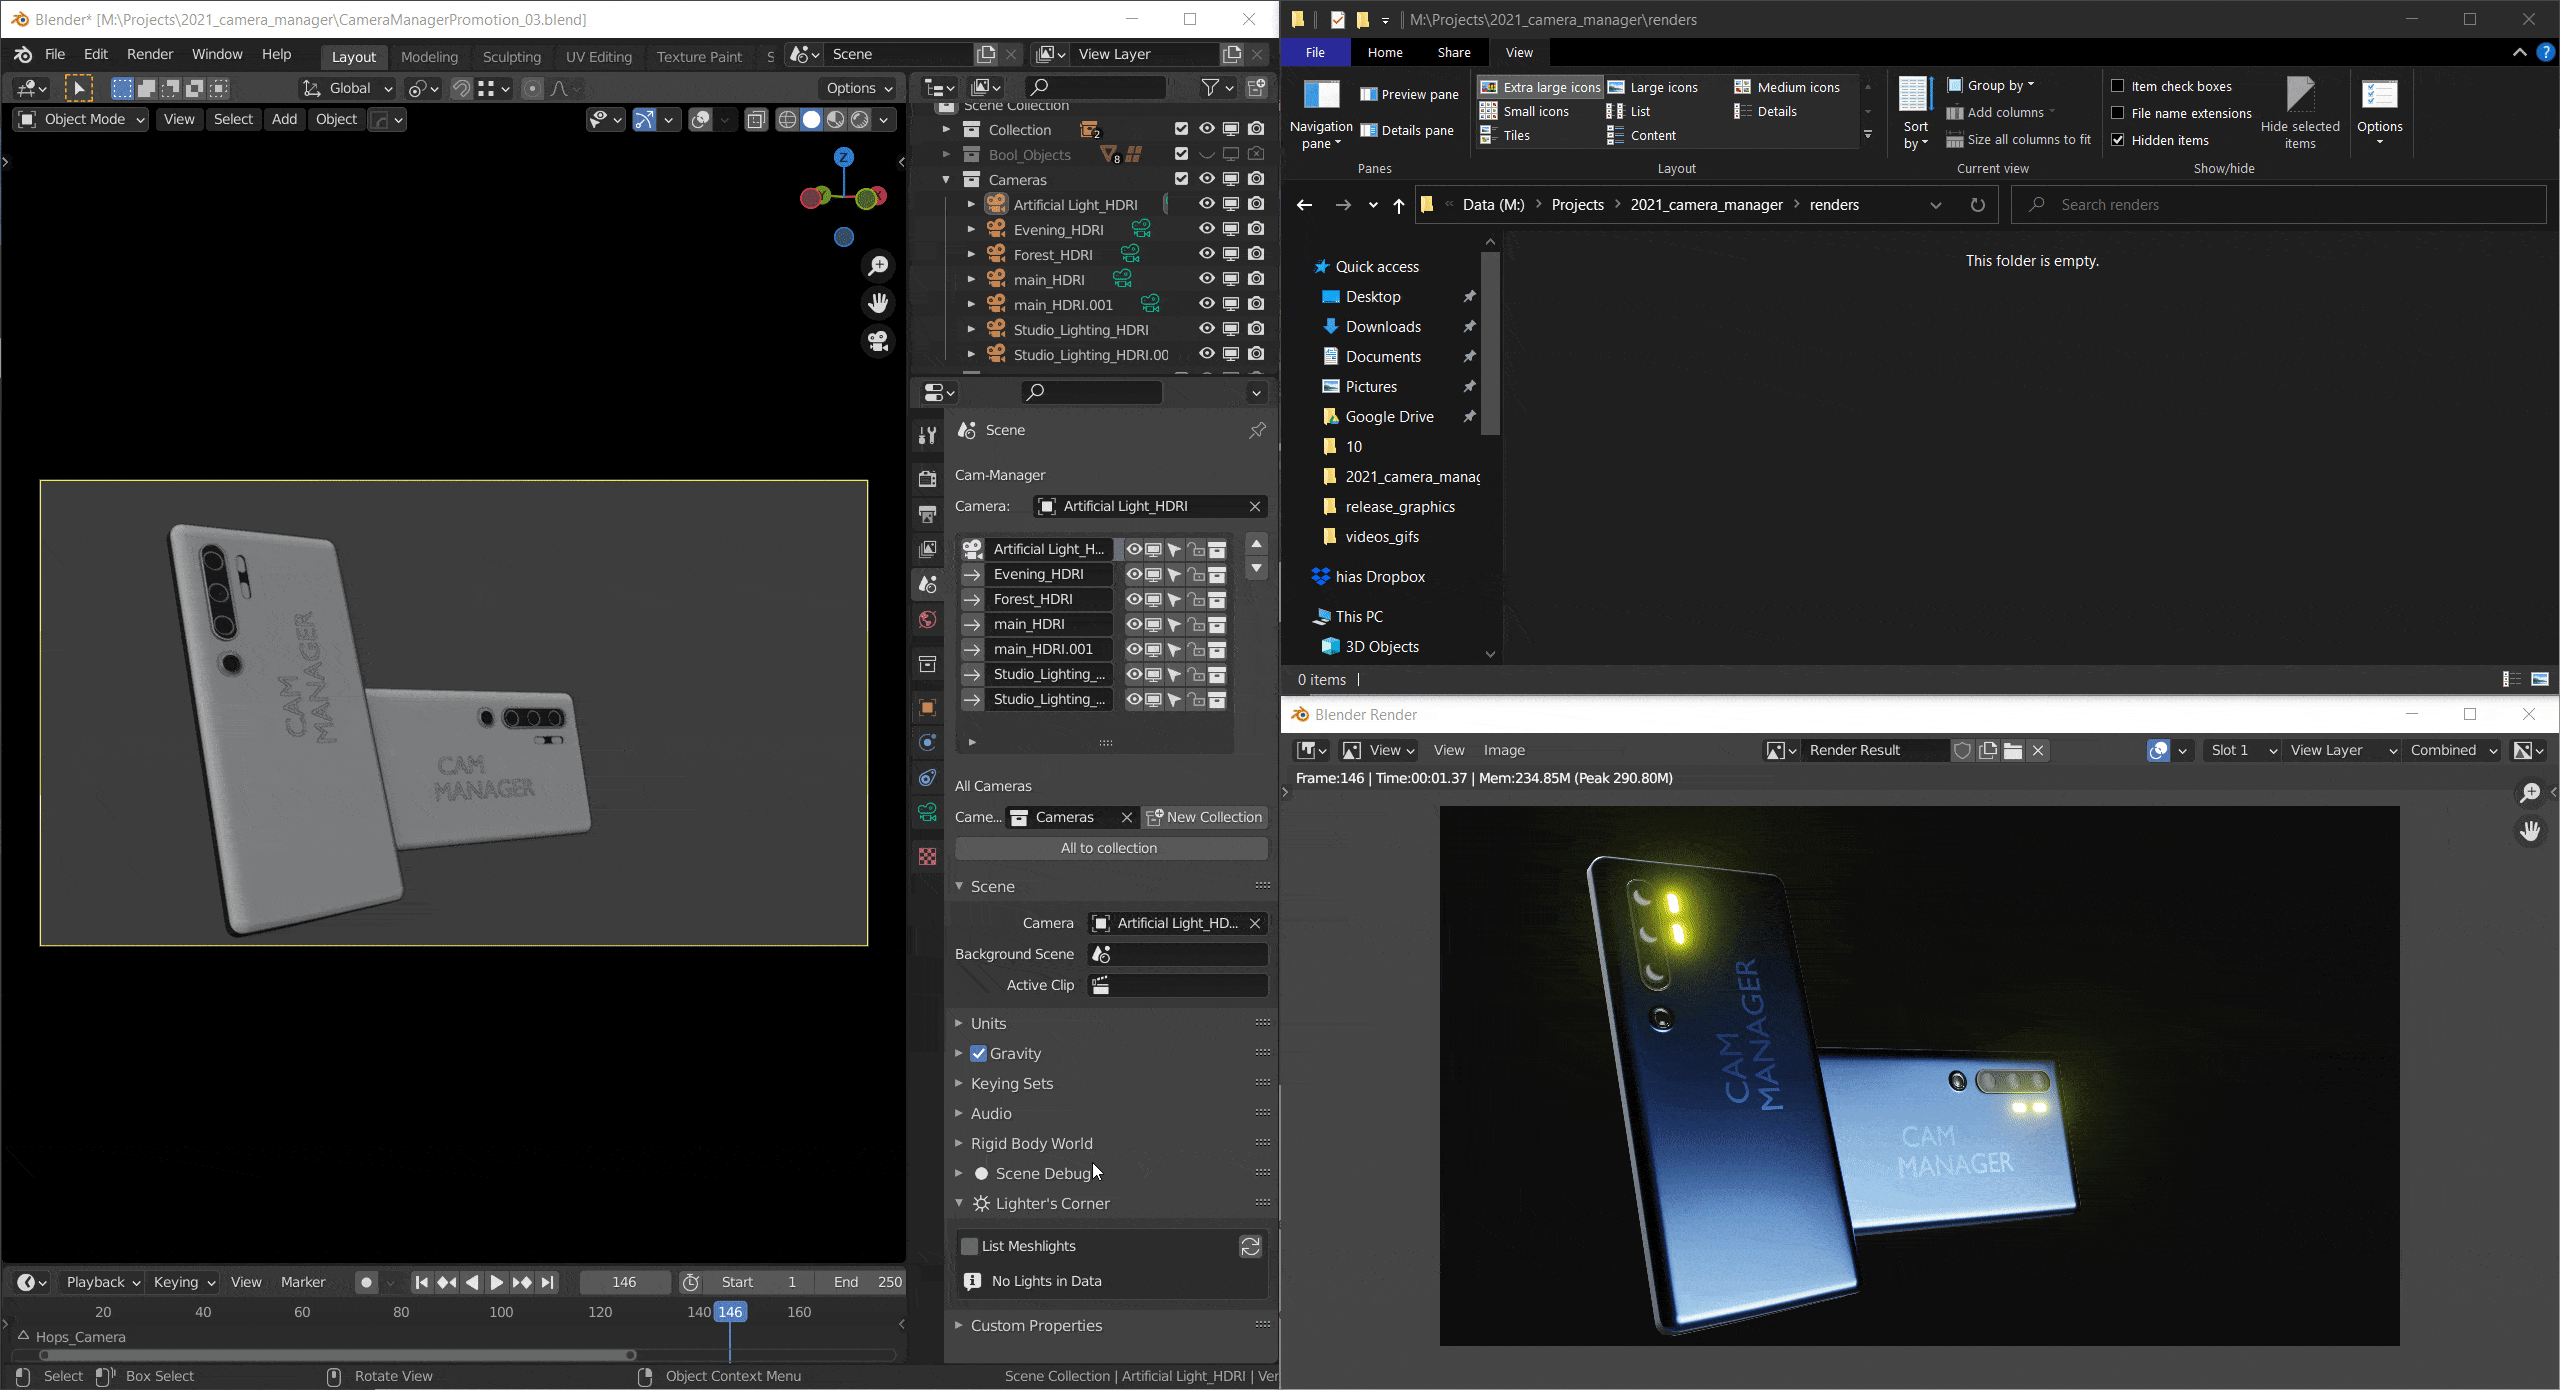 Blender* [M:\Projects\2021_camera_manager\CameraManagerPromotion_03.blend]
File Edit Render Window Help
Layout Modeling Sculpting UV Editing Texture Paint S
Scene
View Layer
Global
Options
Object Mode View Select Add Object
Z
Y
CAM
MANAGER
CAM
MANAGER
Scene Collection
Collection 2
Bool_Objects 8
Cameras
Artificial Light_HDRI
Evening_HDRI
Forest_HDRI
main_HDRI
main_HDRI.001
Studio_Lighting_HDRI
Studio_Lighting_HDRI.00
Scene
Cam-Manager
Camera: Artificial Light_HDRI
Artificial Light_H...
Evening_HDRI
Forest_HDRI
main_HDRI
main_HDRI.001
Studio_Lighting_...
Studio_Lighting_...
All Cameras
Came... Cameras New Collection
All to collection
Scene
Camera Artificial Light_HD...
Background Scene
Active Clip
Units
Gravity
Keying Sets
Audio
Rigid Body World
Scene Debug
Lighter's Corner
List Meshlights
No Lights in Data
Custom Properties
Playback Keying View Marker
146
Start 1 End 250
20 40 60 80 100 120 140 146 160
Hops_Camera
Select Box Select Rotate View Object Context Menu
Scene Collection | Artificial Light_HDRI | Ver
M:\Projects\2021_camera_manager\renders
File Home Share View
Navigation
pane
Preview pane
Details pane
Panes
Extra large icons Large icons Medium icons
Small icons List Details
Tiles Content
Layout
Sort
by
Group by
Add columns
Size all columns to fit
Current view
Item check boxes
File name extensions
Hidden items
Hide selected
items
Show/hide
Options
Data (M:) Projects 2021_camera_manager renders
Search renders
This folder is empty.
Quick access
Desktop
Downloads
Documents
Pictures
Google Drive
10
2021_camera_manag
release_graphics
videos_gifs
hias Dropbox
This PC
3D Objects
0 items
Blender Render
View View Image
Render Result
Slot 1 View Layer Combined
Frame:146 | Time:00:01.37 | Mem:234.85M (Peak 290.80M)
CAM
MANAGER
CAM
MANAGER